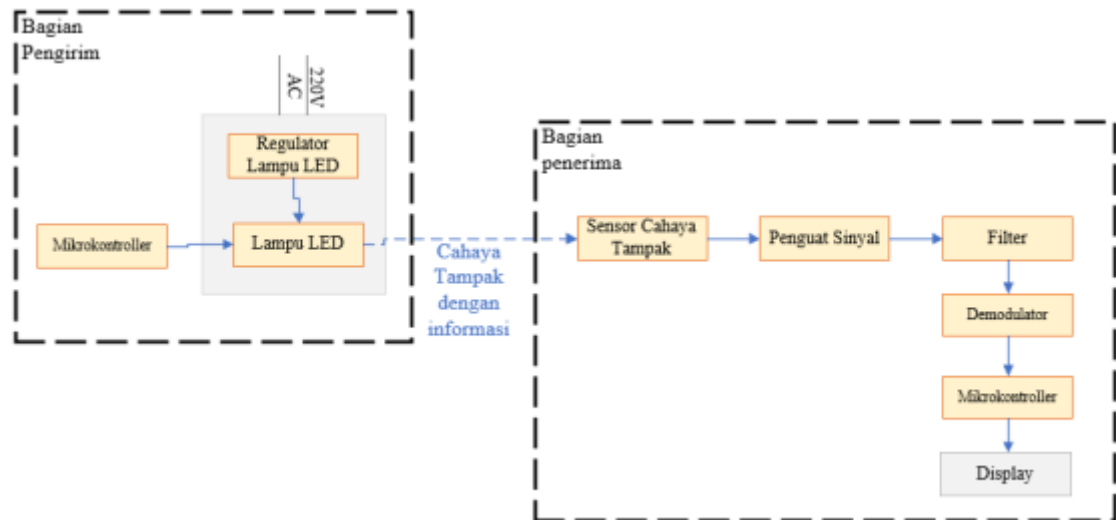 Bagian
Pengirim
220V
AC
Regulator
Lampu LED
Mikrokontroller
Lampu LED
Cahaya
Tampak
dengan
informasi
Bagian
penerima
Sensor Cahaya
Tampak
Penguat Sinyal
Filter
Demodulator
Mikrokontroller
Display